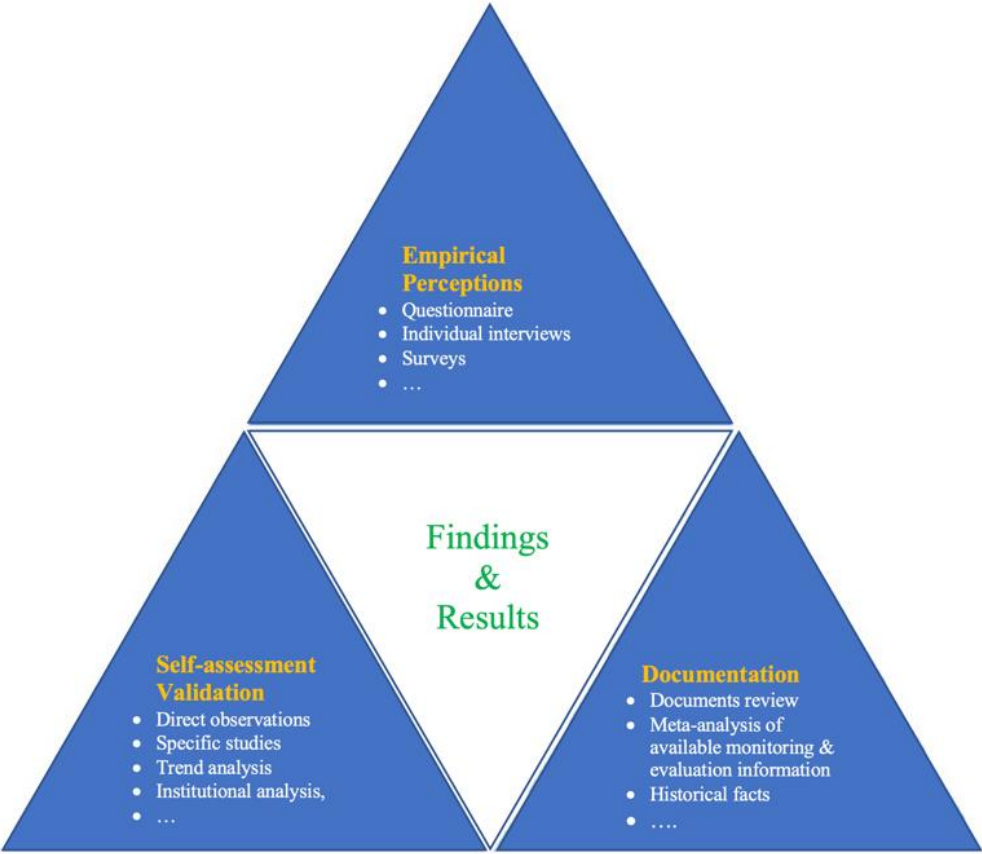 Empirical
Perceptions
• Questionnaire
• Individual interviews
• Surveys
• …
Findings
&
Results
Self-assessment
Validation
• Direct observations
• Specific studies
• Trend analysis
• Institutional analysis,
• …
Documentation
• Documents review
• Meta-analysis of
available monitoring &
evaluation information
• Historical facts
• ….